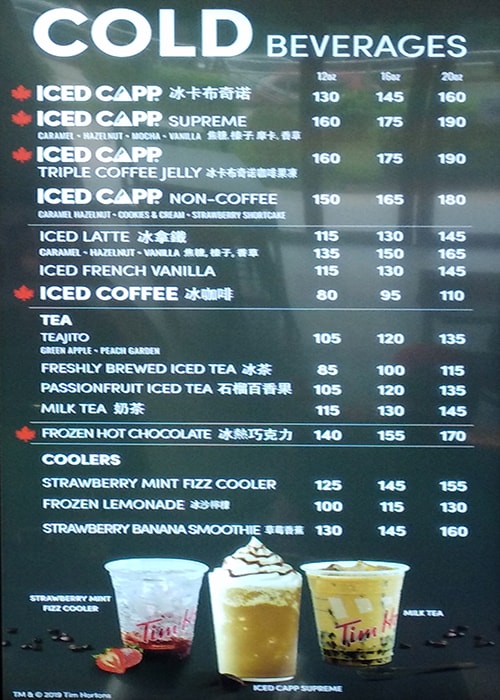 COLD BEVERAGES
12oz 16oz 20oz
ICED CAPP. 冰卡布奇诺 130 145 160
ICED CAPP. SUPREME 160 175 190
CARAMEL • HAZELNUT • MOCHA • VANILLA 焦糖, 榛子, 摩卡, 香草
ICED CAPP.
TRIPLE COFFEE JELLY 冰卡布奇诺咖啡果凍 160 175 190
ICED CAPP. NON-COFFEE 150 165 180
CARAMEL HAZELNUT • COOKIES & CREAM • STRAWBERRY SHORTCAKE
ICED LATTE 冰拿鐵 115 130 145
CARAMEL • HAZELNUT • VANILLA 焦糖, 榛子, 香草 135 150 165
ICED FRENCH VANILLA 115 130 145
ICED COFFEE 冰咖啡 80 95 110
TEA
TEAJITO 105 120 135
GREEN APPLE • PEACH GARDEN
FRESHLY BREWED ICED TEA 冰茶 85 100 115
PASSIONFRUIT ICED TEA 石榴百香果 105 120 135
MILK TEA 奶茶 115 130 145
FROZEN HOT CHOCOLATE 冰熱巧克力 140 155 170
COOLERS
STRAWBERRY MINT FIZZ COOLER 125 145 155
FROZEN LEMONADE 冰沙檸檬 100 115 130
STRAWBERRY BANANA SMOOTHIE 草莓香蕉 130 145 160
STRAWBERRY MINT
FIZZ COOLER
MILK TEA
Tim H
Tim H
ICED CAPP SUPREME
TM & © 2019 Tim Hortons